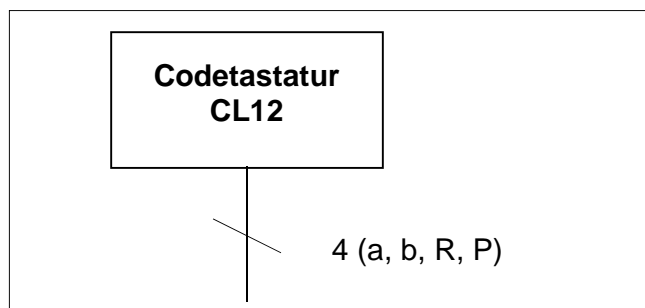 Codetastatur
CL12
4 (a, b, R, P)